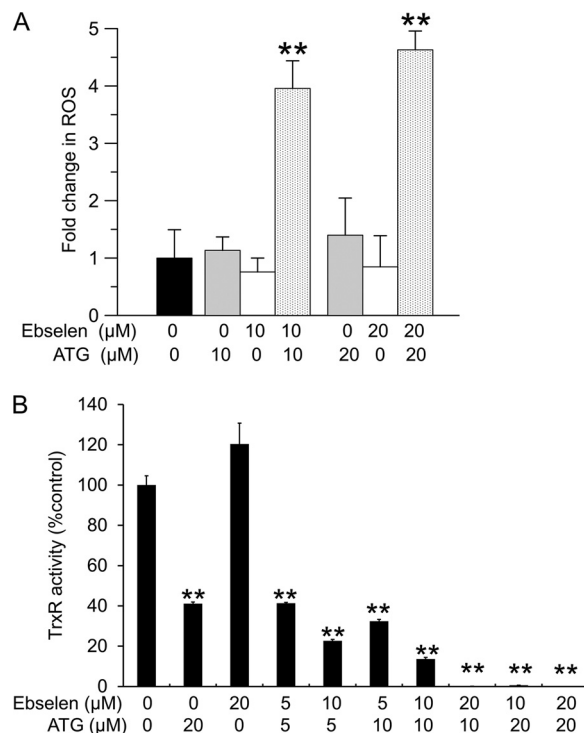 A
Fold change in ROS
5
4
3
2
1
0
**
**
Ebselen (µM) 0 0 10 10 0 20 20
ATG (µM) 0 10 0 10 20 0 20
B
TrxR activity (%control)
140
120
100
80
60
40
20
0
** ** ** ** ** ** ** **
Ebselen (µM) 0 0 20 5 10 5 10 20 10 20
ATG (µM) 0 20 0 5 5 10 10 10 20 20